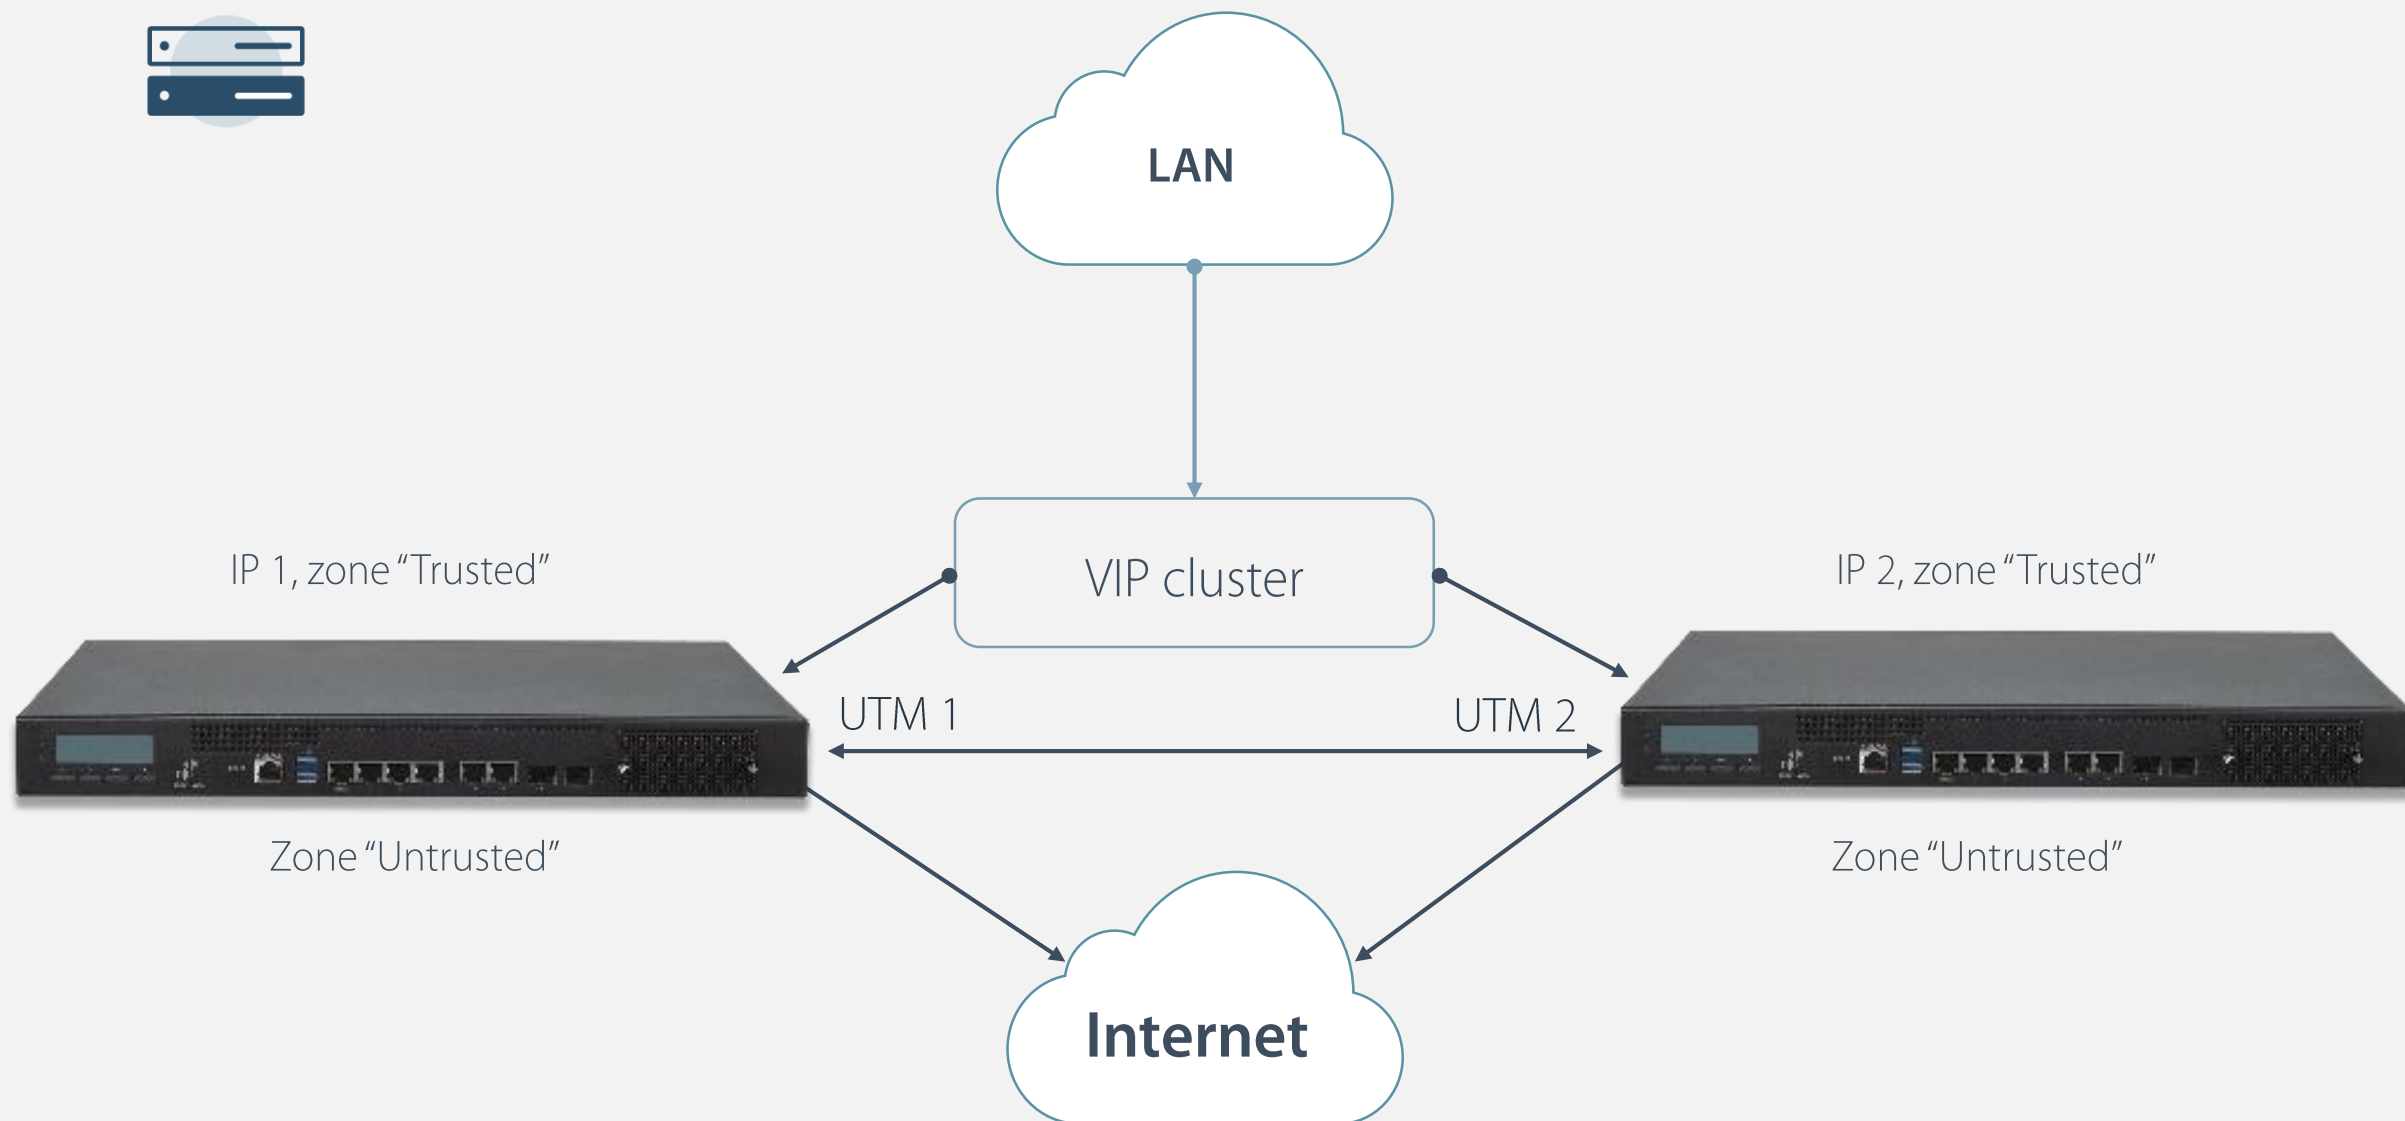 LAN
VIP cluster
IP 1, zone “Trusted”
IP 2, zone “Trusted”
UTM 1
UTM 2
Zone “Untrusted”
Zone “Untrusted”
Internet